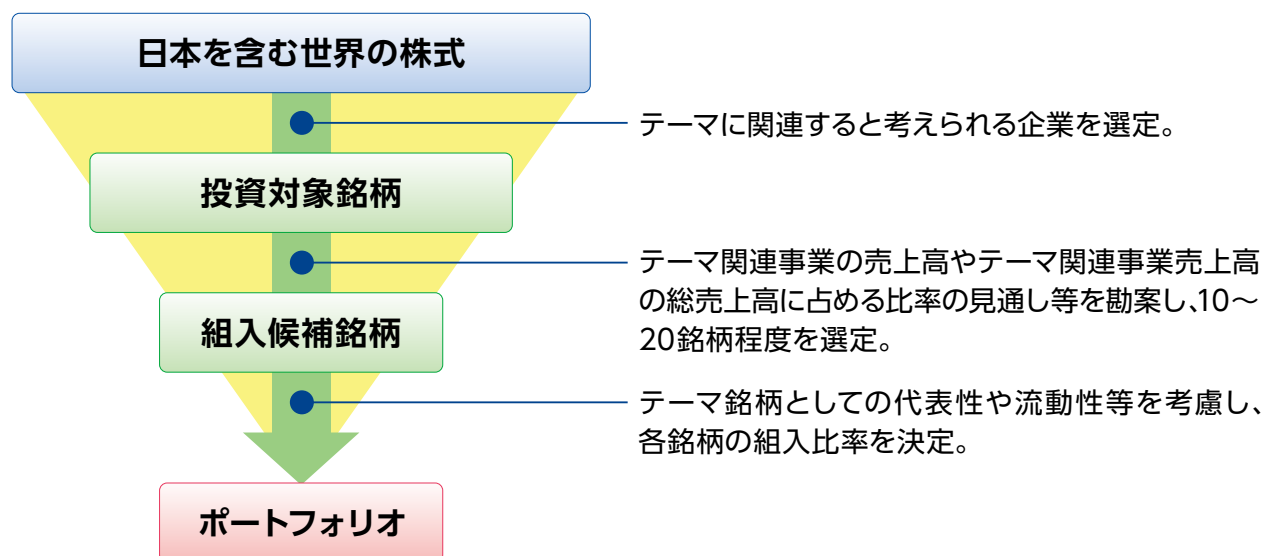 日本を含む世界の株式
テーマに関連すると考えられる企業を選定。
投資対象銘柄
テーマ関連事業の売上高やテーマ関連事業売上高
の総売上高に占める比率の見通し等を勘案し、10～
20銘柄程度を選定。
組入候補銘柄
テーマ銘柄としての代表性や流動性等を考慮し、
各銘柄の組入比率を決定。
ポートフォリオ